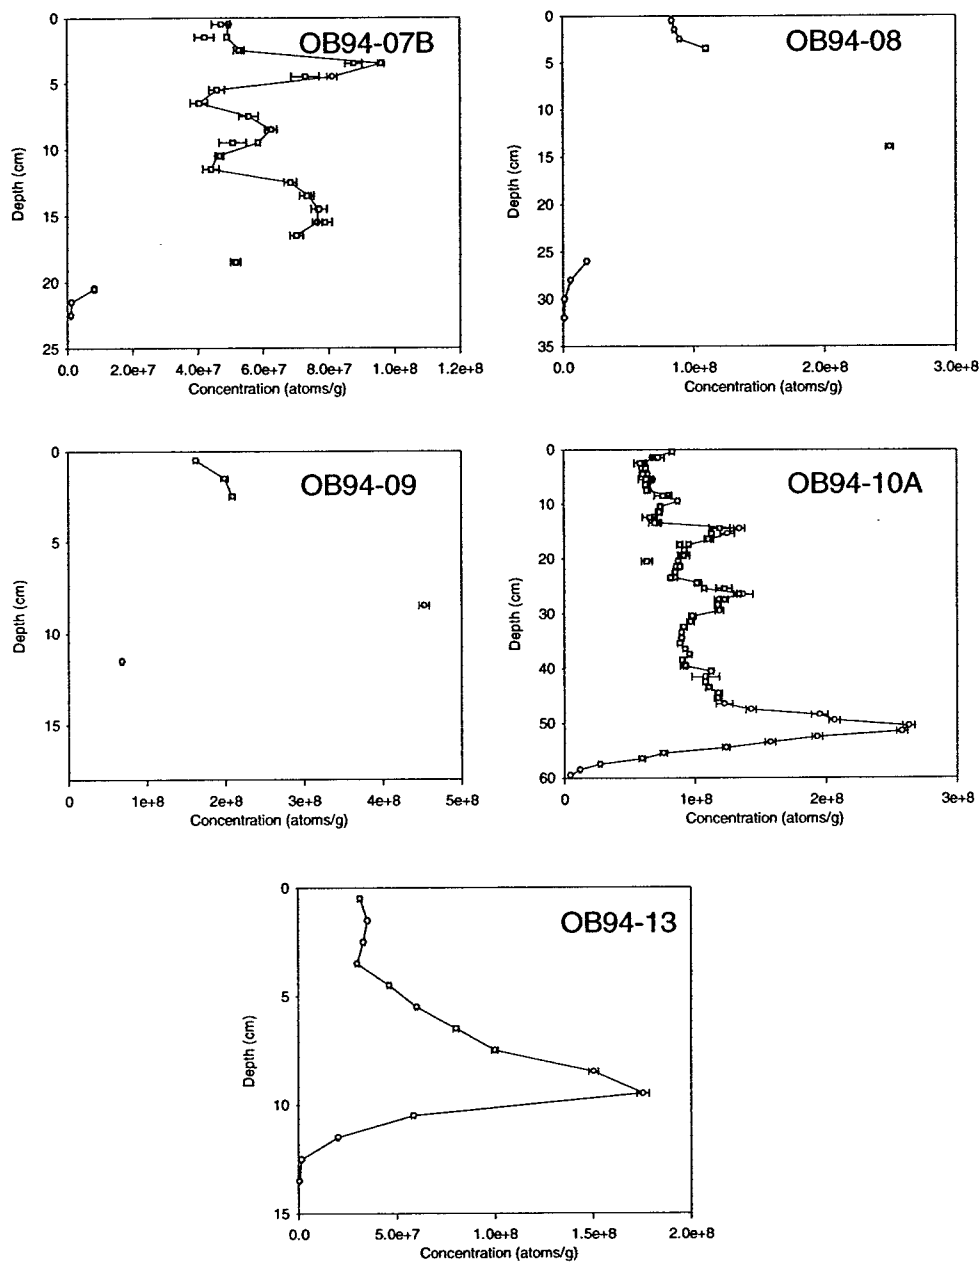 OB94-07B
0
5
10
15
20
25
Depth (cm)
0.0 2.0e+7 4.0e+7 6.0e+7 8.0e+7 1.0e+8 1.2e+8
Concentration (atoms/g)
OB94-08
0
5
10
15
20
25
30
35
Depth (cm)
0.0 1.0e+8 2.0e+8 3.0e+8
Concentration (atoms/g)
OB94-09
0
5
10
15
Depth (cm)
0 1e+8 2e+8 3e+8 4e+8 5e+8
Concentration (atoms/g)
OB94-10A
0
10
20
30
40
50
60
Depth (cm)
0 1e+8 2e+8 3e+8
Concentration (atoms/g)
OB94-13
0
5
10
15
Depth (cm)
0.0 5.0e+7 1.0e+8 1.5e+8 2.0e+8
Concentration (atoms/g)